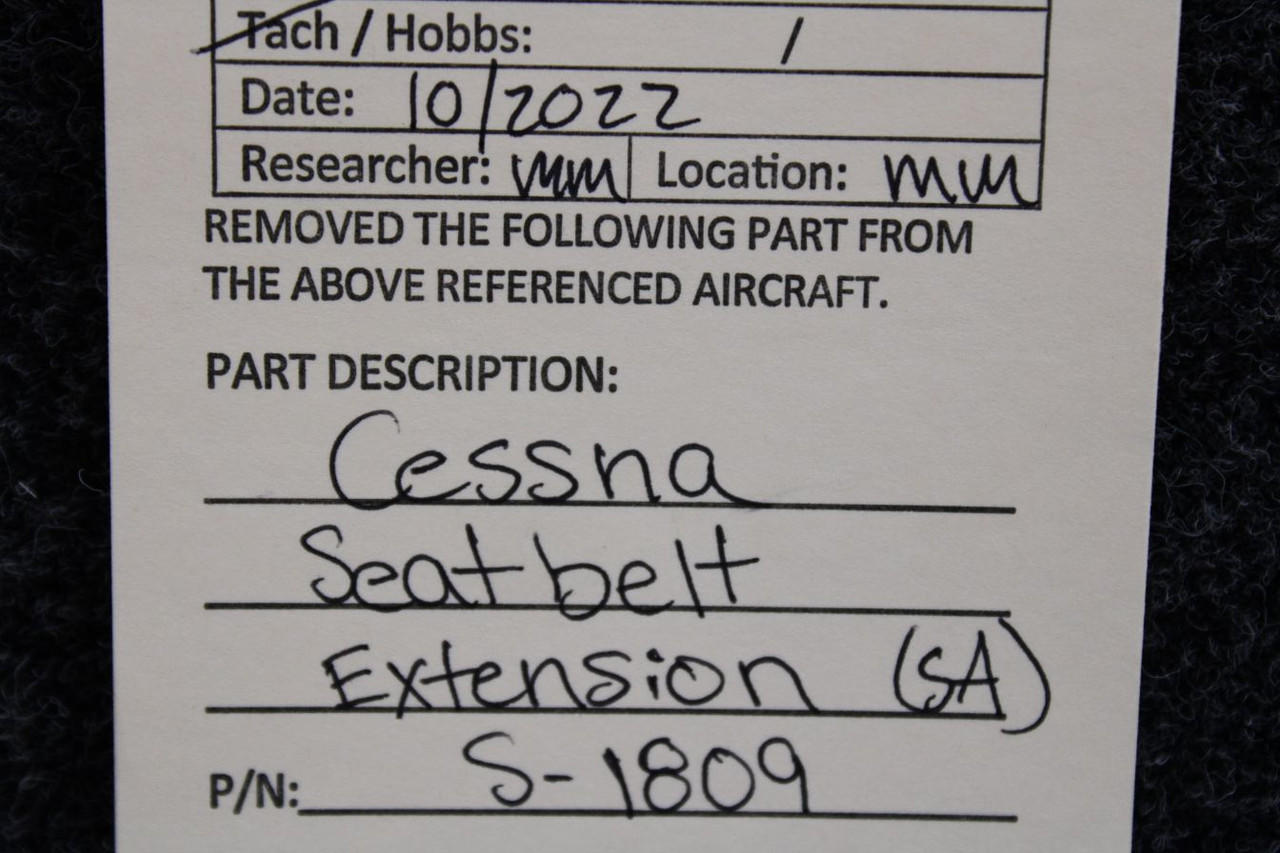 Tach / Hobbs: /
Date: 10/2022
Researcher: MM Location: MM
REMOVED THE FOLLOWING PART FROM
THE ABOVE REFERENCED AIRCRAFT.
PART DESCRIPTION:
Cessna
Seatbelt
Extension (SA)
P/N: S-1809